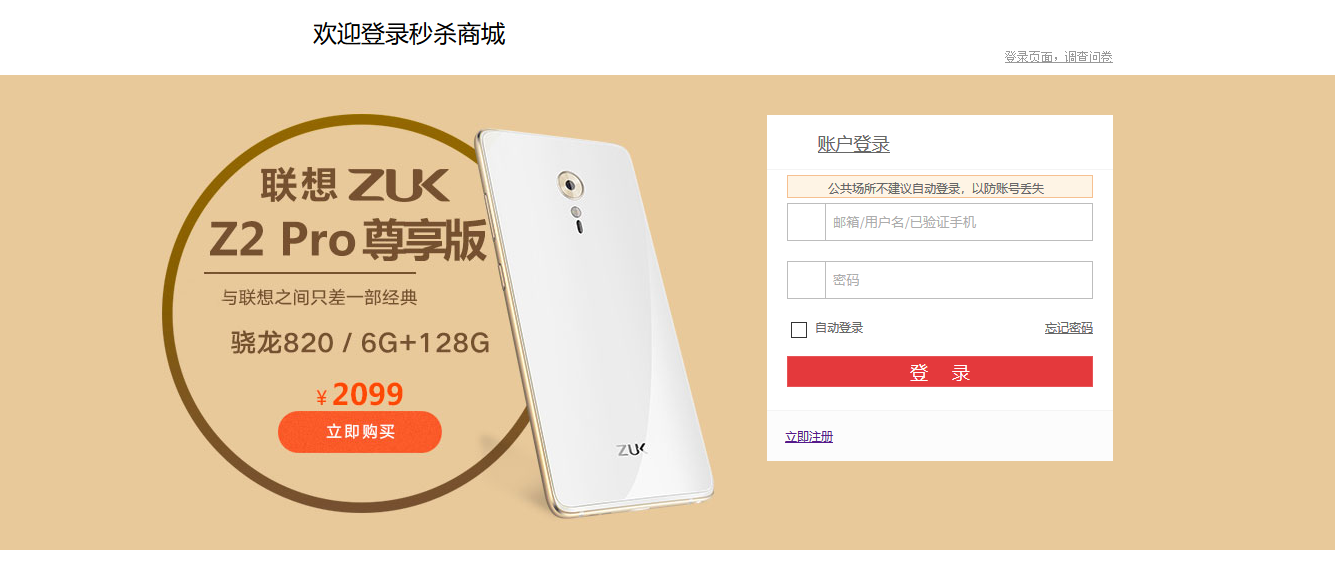 欢迎登录秒杀商城
登录页面，调查问卷
联想 ZUK
Z2 Pro 尊享版
与联想之间只差一部经典
骁龙820 / 6G+128G
¥2099
立即购买
ZUK
账户登录
公共场所不建议自动登录，以防账号丢失
邮箱/用户名/已验证手机
密码
自动登录 忘记密码
登 录
立即注册